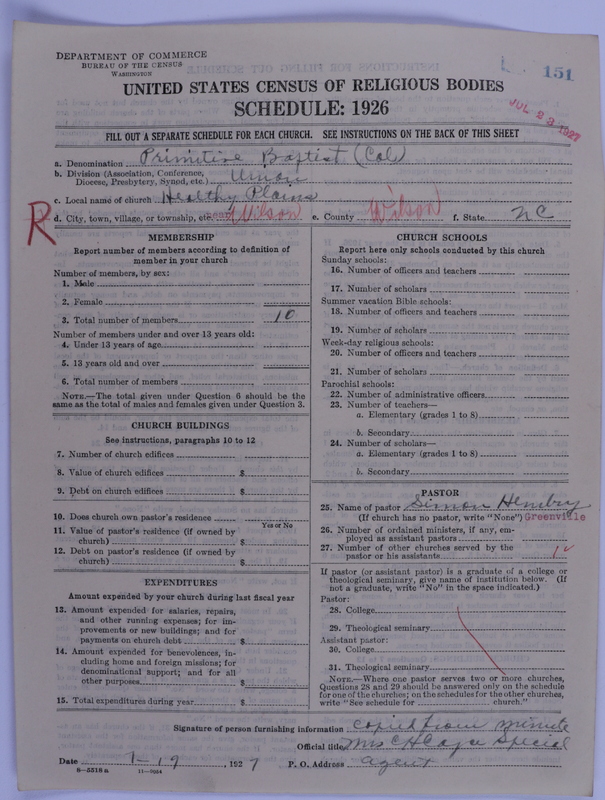 DEPARTMENT OF COMMERCE
BUREAU OF THE CENSUS
WASHINGTON
151
UNITED STATES CENSUS OF RELIGIOUS BODIES
SCHEDULE: 1926
JUL 23 1927
FILL OUT A SEPARATE SCHEDULE FOR EACH CHURCH. SEE INSTRUCTIONS ON THE BACK OF THIS SHEET
a. Denomination Primitive Baptist (Col)
b. Division (Association, Conference, Diocese, Presbytery, Synod, etc.) Union
c. Local name of church Healthy Plains
R d. City, town, village, or township, etc. Wilson e. County Wilson f. State NC
MEMBERSHIP
Report number of members according to definition of
member in your church
Number of members, by sex:
1. Male
2. Female
3. Total number of members 10
Number of members under and over 13 years old:
4. Under 13 years of age
5. 13 years old and over
6. Total number of members
NOTE.—The total given under Question 6 should be the
same as the total of males and females given under Question 3.
CHURCH BUILDINGS
See instructions, paragraphs 10 to 12
7. Number of church edifices
8. Value of church edifices $
9. Debt on church edifices $
10. Does church own pastor's residence
Yes or No
11. Value of pastor's residence (if owned by
church) $
12. Debt on pastor's residence (if owned by
church) $
EXPENDITURES
Amount expended by your church during last fiscal year
13. Amount expended for salaries, repairs,
and other running expenses; for im-
provements or new buildings; and for
payments on church debt $
14. Amount expended for benevolences, in-
cluding home and foreign missions; for
denominational support; and for all
other purposes $
15. Total expenditures during year $
CHURCH SCHOOLS
Report here only schools conducted by this church
Sunday schools:
16. Number of officers and teachers
17. Number of scholars
Summer vacation Bible schools:
18. Number of officers and teachers
19. Number of scholars
Week-day religious schools:
20. Number of officers and teachers
21. Number of scholars
Parochial schools:
22. Number of administrative officers
23. Number of teachers—
a. Elementary (grades 1 to 8)
b. Secondary
24. Number of scholars—
a. Elementary (grades 1 to 8)
b. Secondary
PASTOR
25. Name of pastor Simon Hemby
(If church has no pastor, write "None") Greenville
26. Number of ordained ministers, if any, em-
ployed as assistant pastors
27. Number of other churches served by the
pastor or his assistants 1
If pastor (or assistant pastor) is a graduate of a college or
theological seminary, give name of institution below. (If
not a graduate, write "No" in the space indicated.)
Pastor:
28. College
29. Theological seminary
Assistant pastor:
30. College
31. Theological seminary
NOTE.—Where one pastor serves two or more churches,
Questions 28 and 29 should be answered only on the schedule
for one of the churches; on the schedules for the other churches,
write "See schedule for church."
Signature of person furnishing information Copied from minute
Official title Mrs C H Special
Date 7-19, 1927 P. O. Address agent
8—5518 a 11—9034